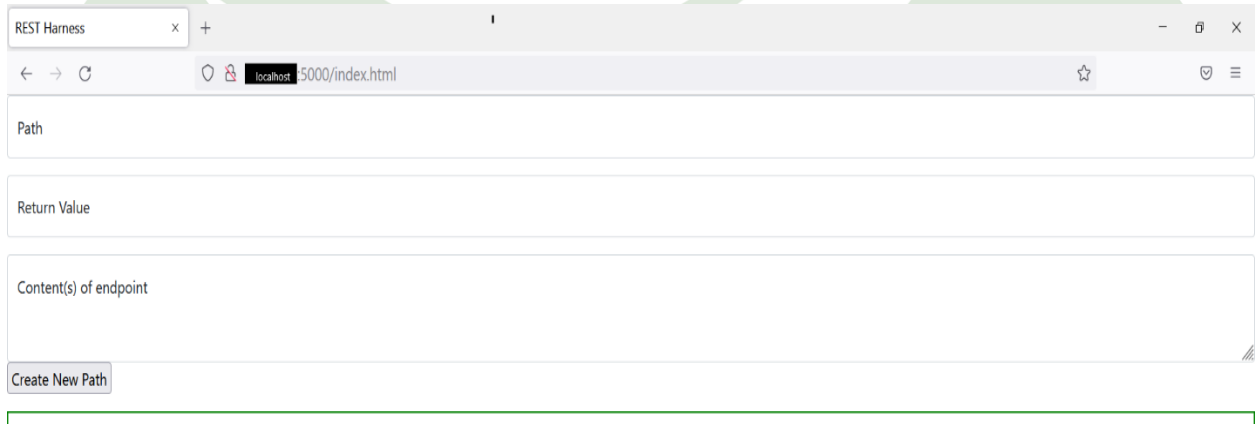 REST Harness
localhost:5000/index.html
Path
Return Value
Content(s) of endpoint
Create New Path